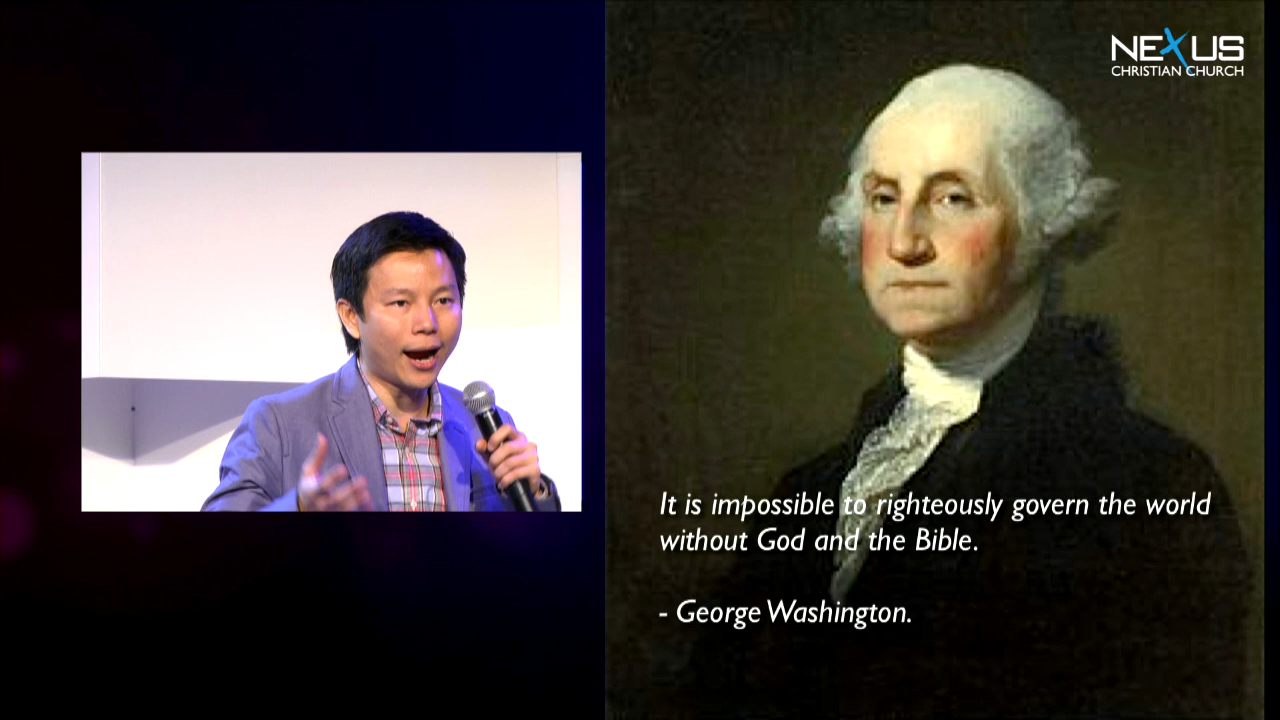 NEXUS
CHRISTIAN CHURCH
It is impossible to righteously govern the world
without God and the Bible.
- George Washington.